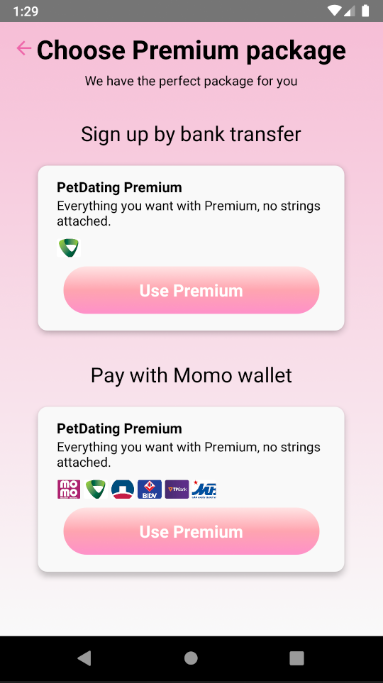 1:29
Choose Premium package
We have the perfect package for you
Sign up by bank transfer
PetDating Premium
Everything you want with Premium, no strings
attached.
Use Premium
Pay with Momo wallet
PetDating Premium
Everything you want with Premium, no strings
attached.
mo
mo
BIDV
Use Premium